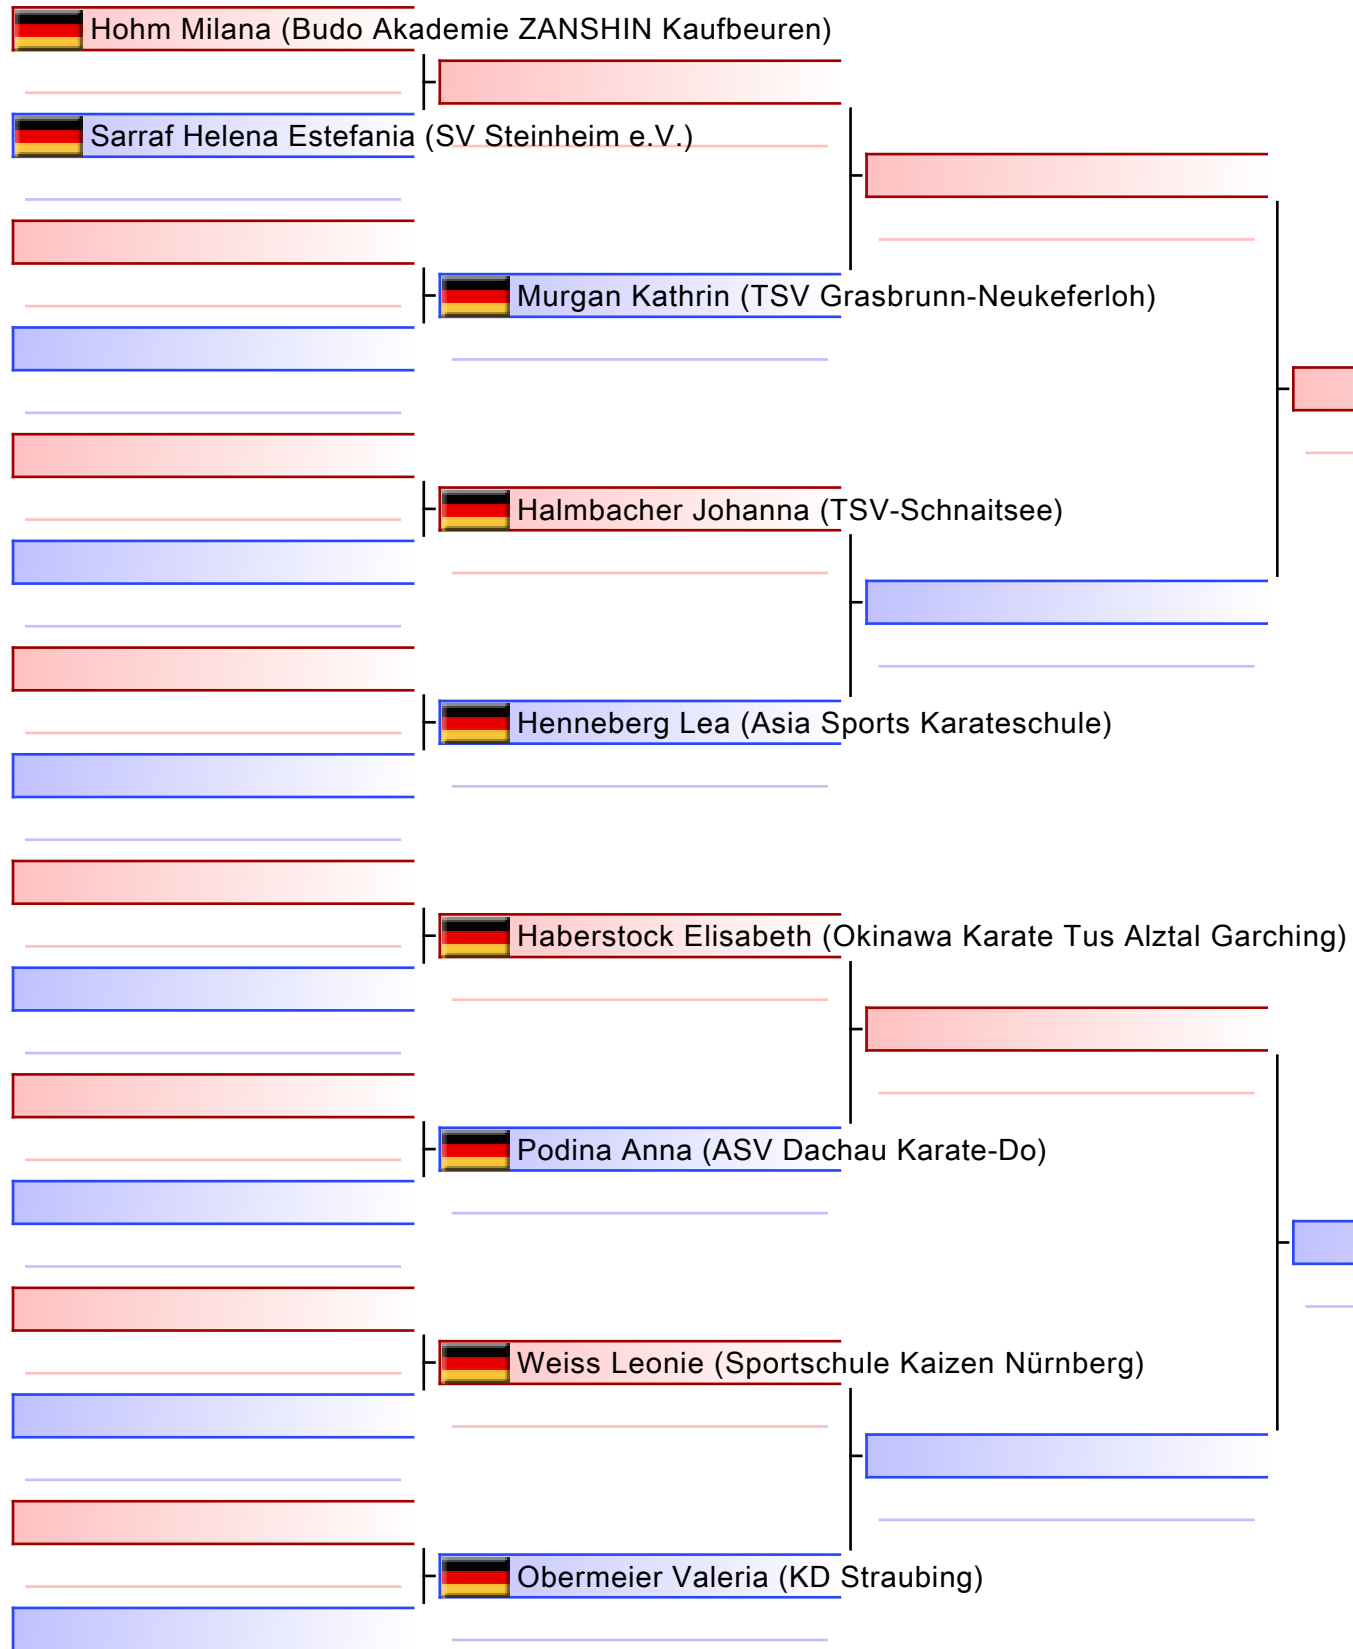 Hohm Milana (Budo Akademie ZANSHIN Kaufbeuren)
Sarraf Helena Estefania (SV Steinheim e.V.)
Murgan Kathrin (TSV Grasbrunn-Neukeferloh)
Halmbacher Johanna (TSV-Schnaitsee)
Henneberg Lea (Asia Sports Karateschule)
Haberstock Elisabeth (Okinawa Karate Tus Alztal Garching)
Podina Anna (ASV Dachau Karate-Do)
Weiss Leonie (Sportschule Kaizen Nürnberg)
Obermeier Valeria (KD Straubing)